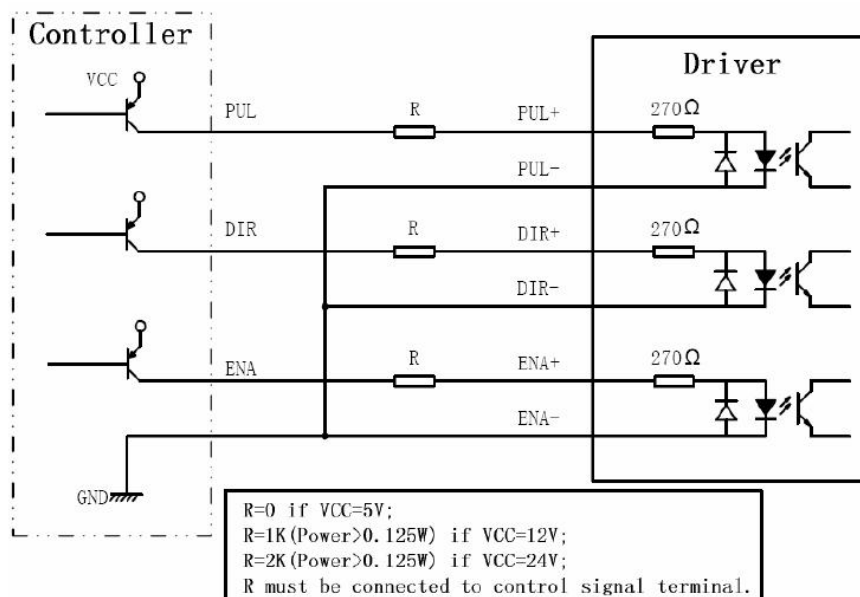 Controller
Driver
VCC
PUL
R
PUL+
270Ω
PUL-
DIR
R
DIR+
270Ω
DIR-
ENA
R
ENA+
270Ω
ENA-
GND
R=0 if VCC=5V;
R=1K(Power>0.125W) if VCC=12V;
R=2K(Power>0.125W) if VCC=24V;
R must be connected to control signal terminal.